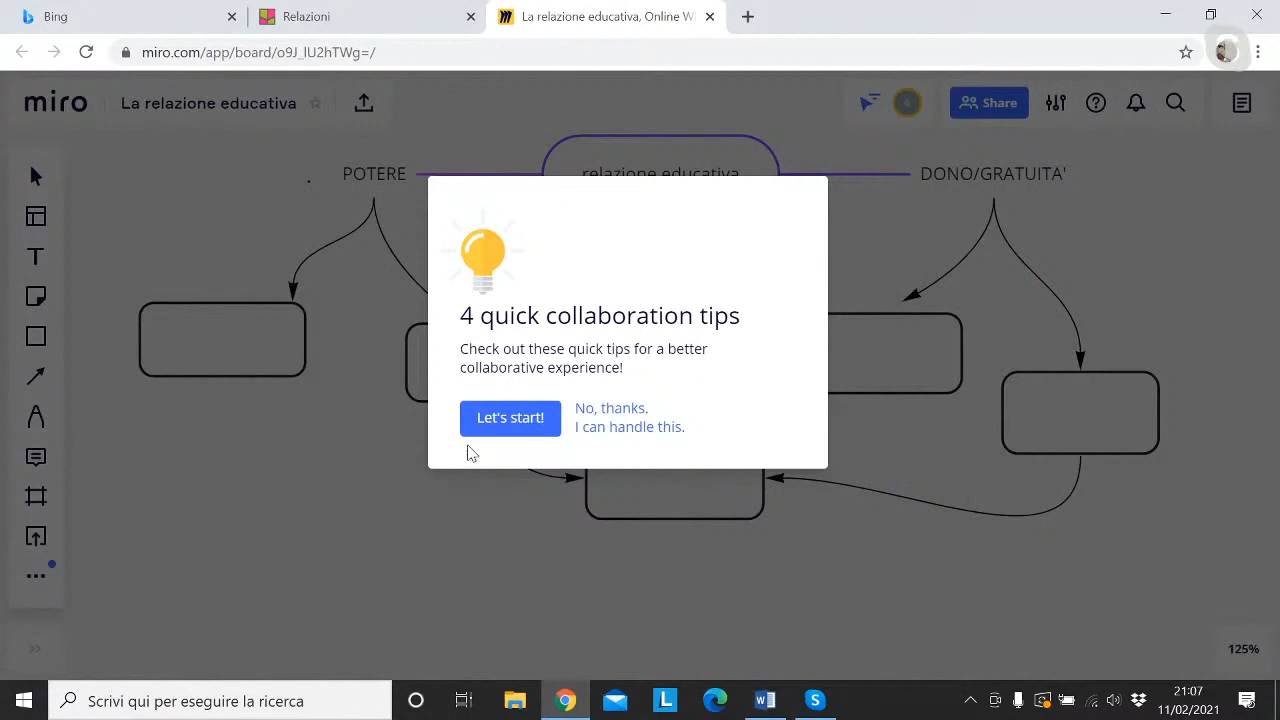 Bing
Relazioni
La relazione educativa, Online W
miro.com/app/board/o9J_lU2hTWg=/
miro
La relazione educativa
Share
POTERE
relazione educativa
DONO/GRATUITA'
4 quick collaboration tips
Check out these quick tips for a better
collaborative experience!
Let's start!
No, thanks.
I can handle this.
125%
Scrivi qui per eseguire la ricerca
21:07
11/02/2021